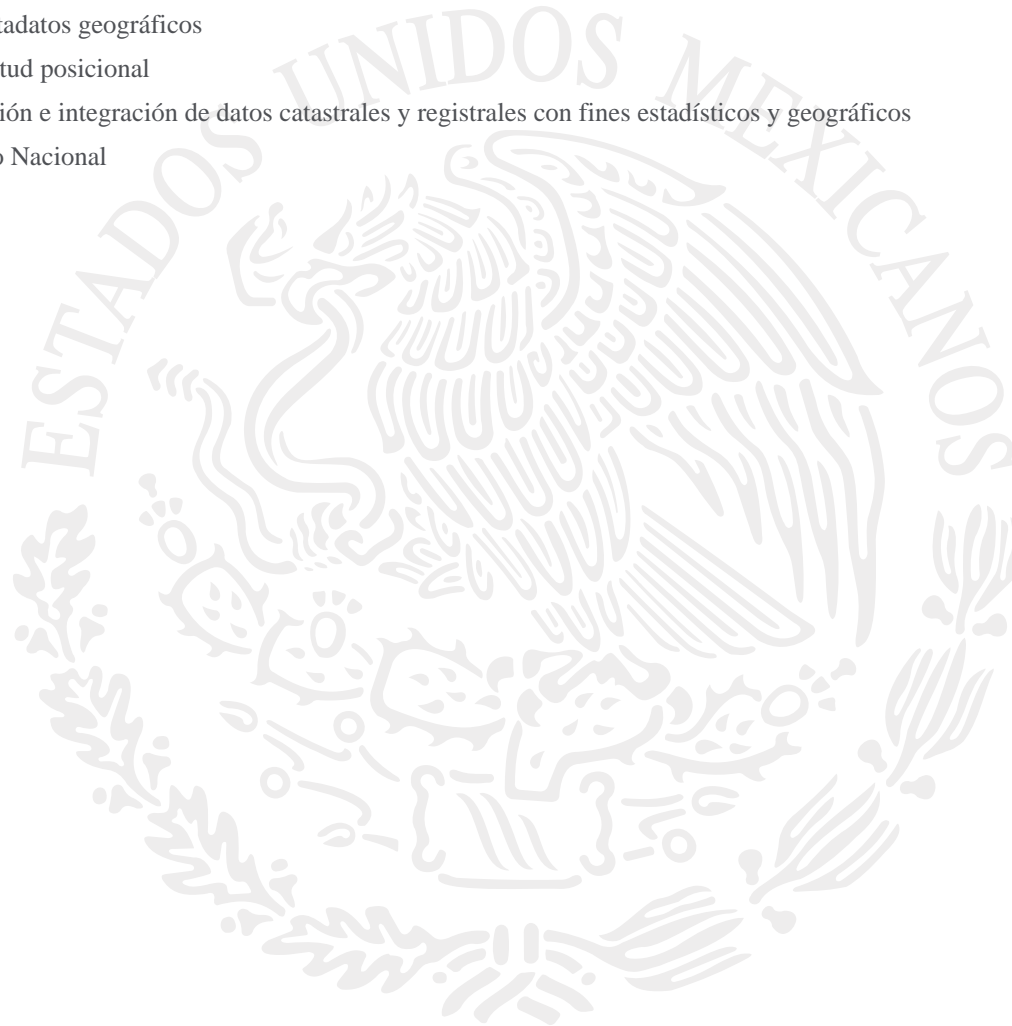 tadatos geográficos
tud posicional
ión e integración de datos catastrales y registrales con fines estadísticos y geográficos
o Nacional
ESTADOS UNIDOS MEXICANOS